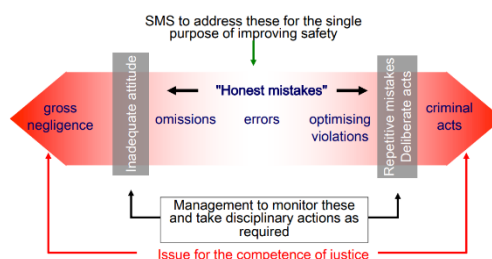 SMS to address these for the single
purpose of improving safety
"Honest mistakes"
gross
negligence
Inadequate attitude
omissions
errors
optimising
violations
Repetitive mistakes
Deliberate acts
criminal
acts
Management to monitor these
and take disciplinary actions as
required
Issue for the competence of justice